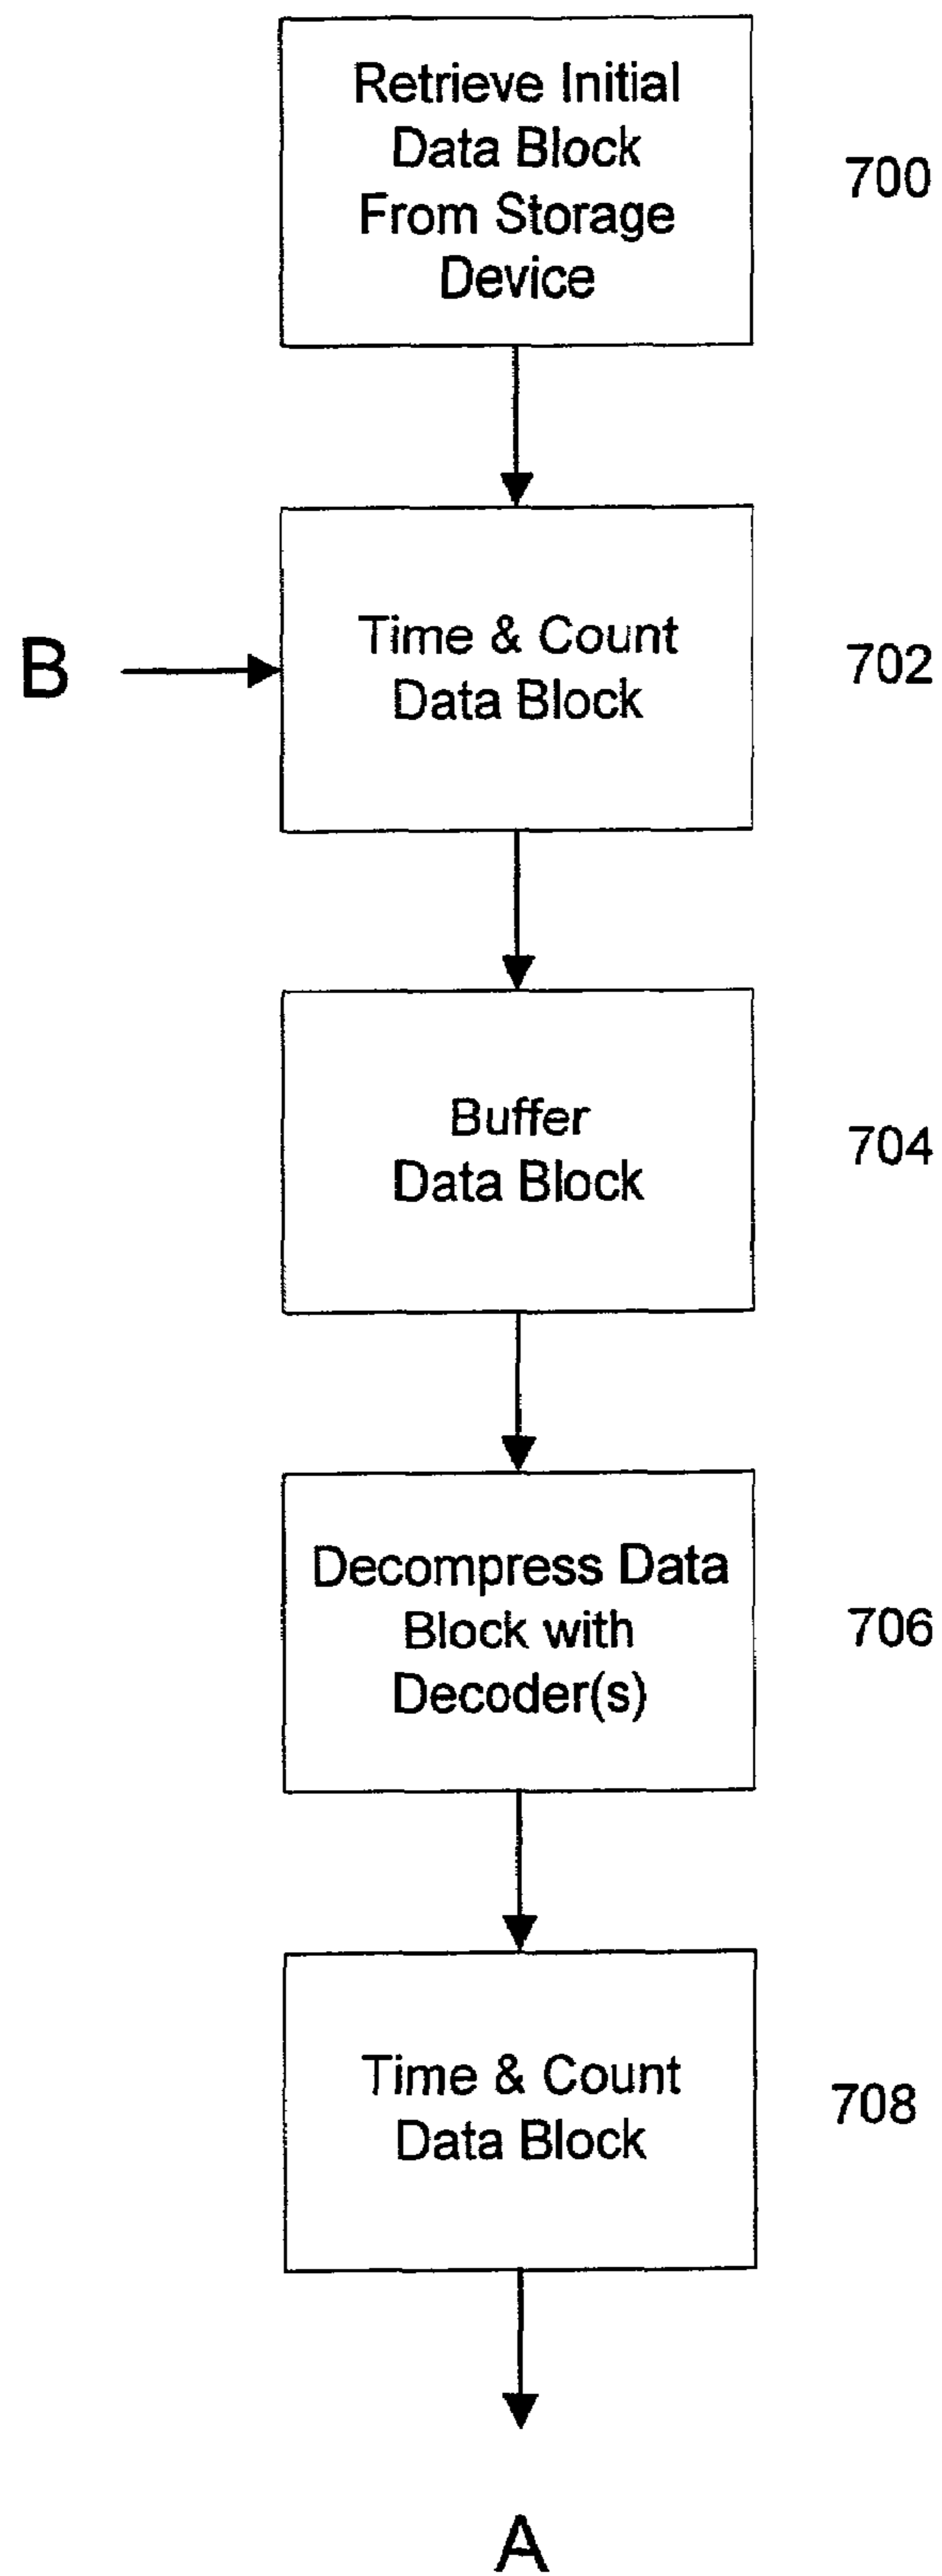 Retrieve Initial
Data Block
From Storage
Device
700
B
Time & Count
Data Block
702
Buffer
Data Block
704
Decompress Data
Block with
Decoder(s)
706
Time & Count
Data Block
708
A